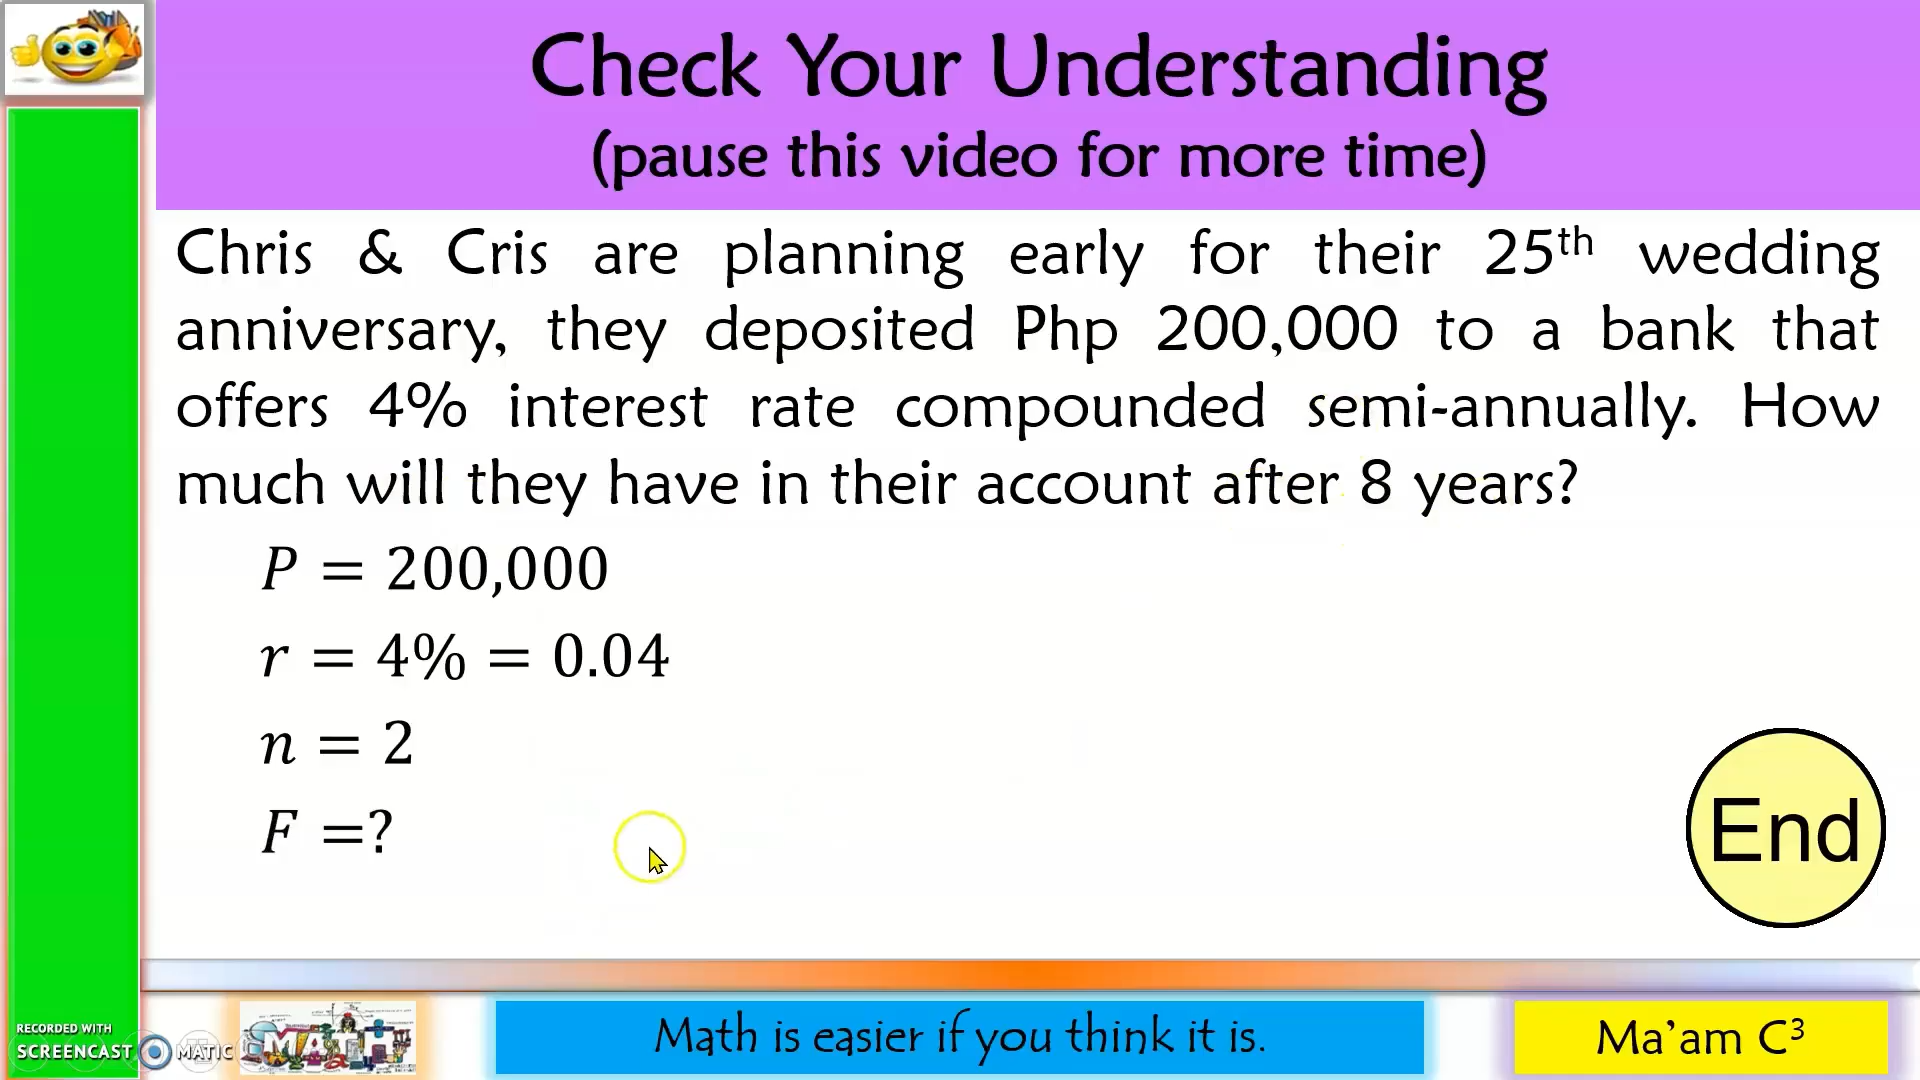 Check Your Understanding
(pause this video for more time)
Chris & Cris are planning early for their 25th wedding
anniversary, they deposited Php 200,000 to a bank that
offers 4% interest rate compounded semi-annually. How
much will they have in their account after 8 years?
P = 200,000
r = 4% = 0.04
n = 2
F =?
End
RECORDED WITH
SCREENCAST MATIC
MATH
Math is easier if you think it is.
Ma'am C³